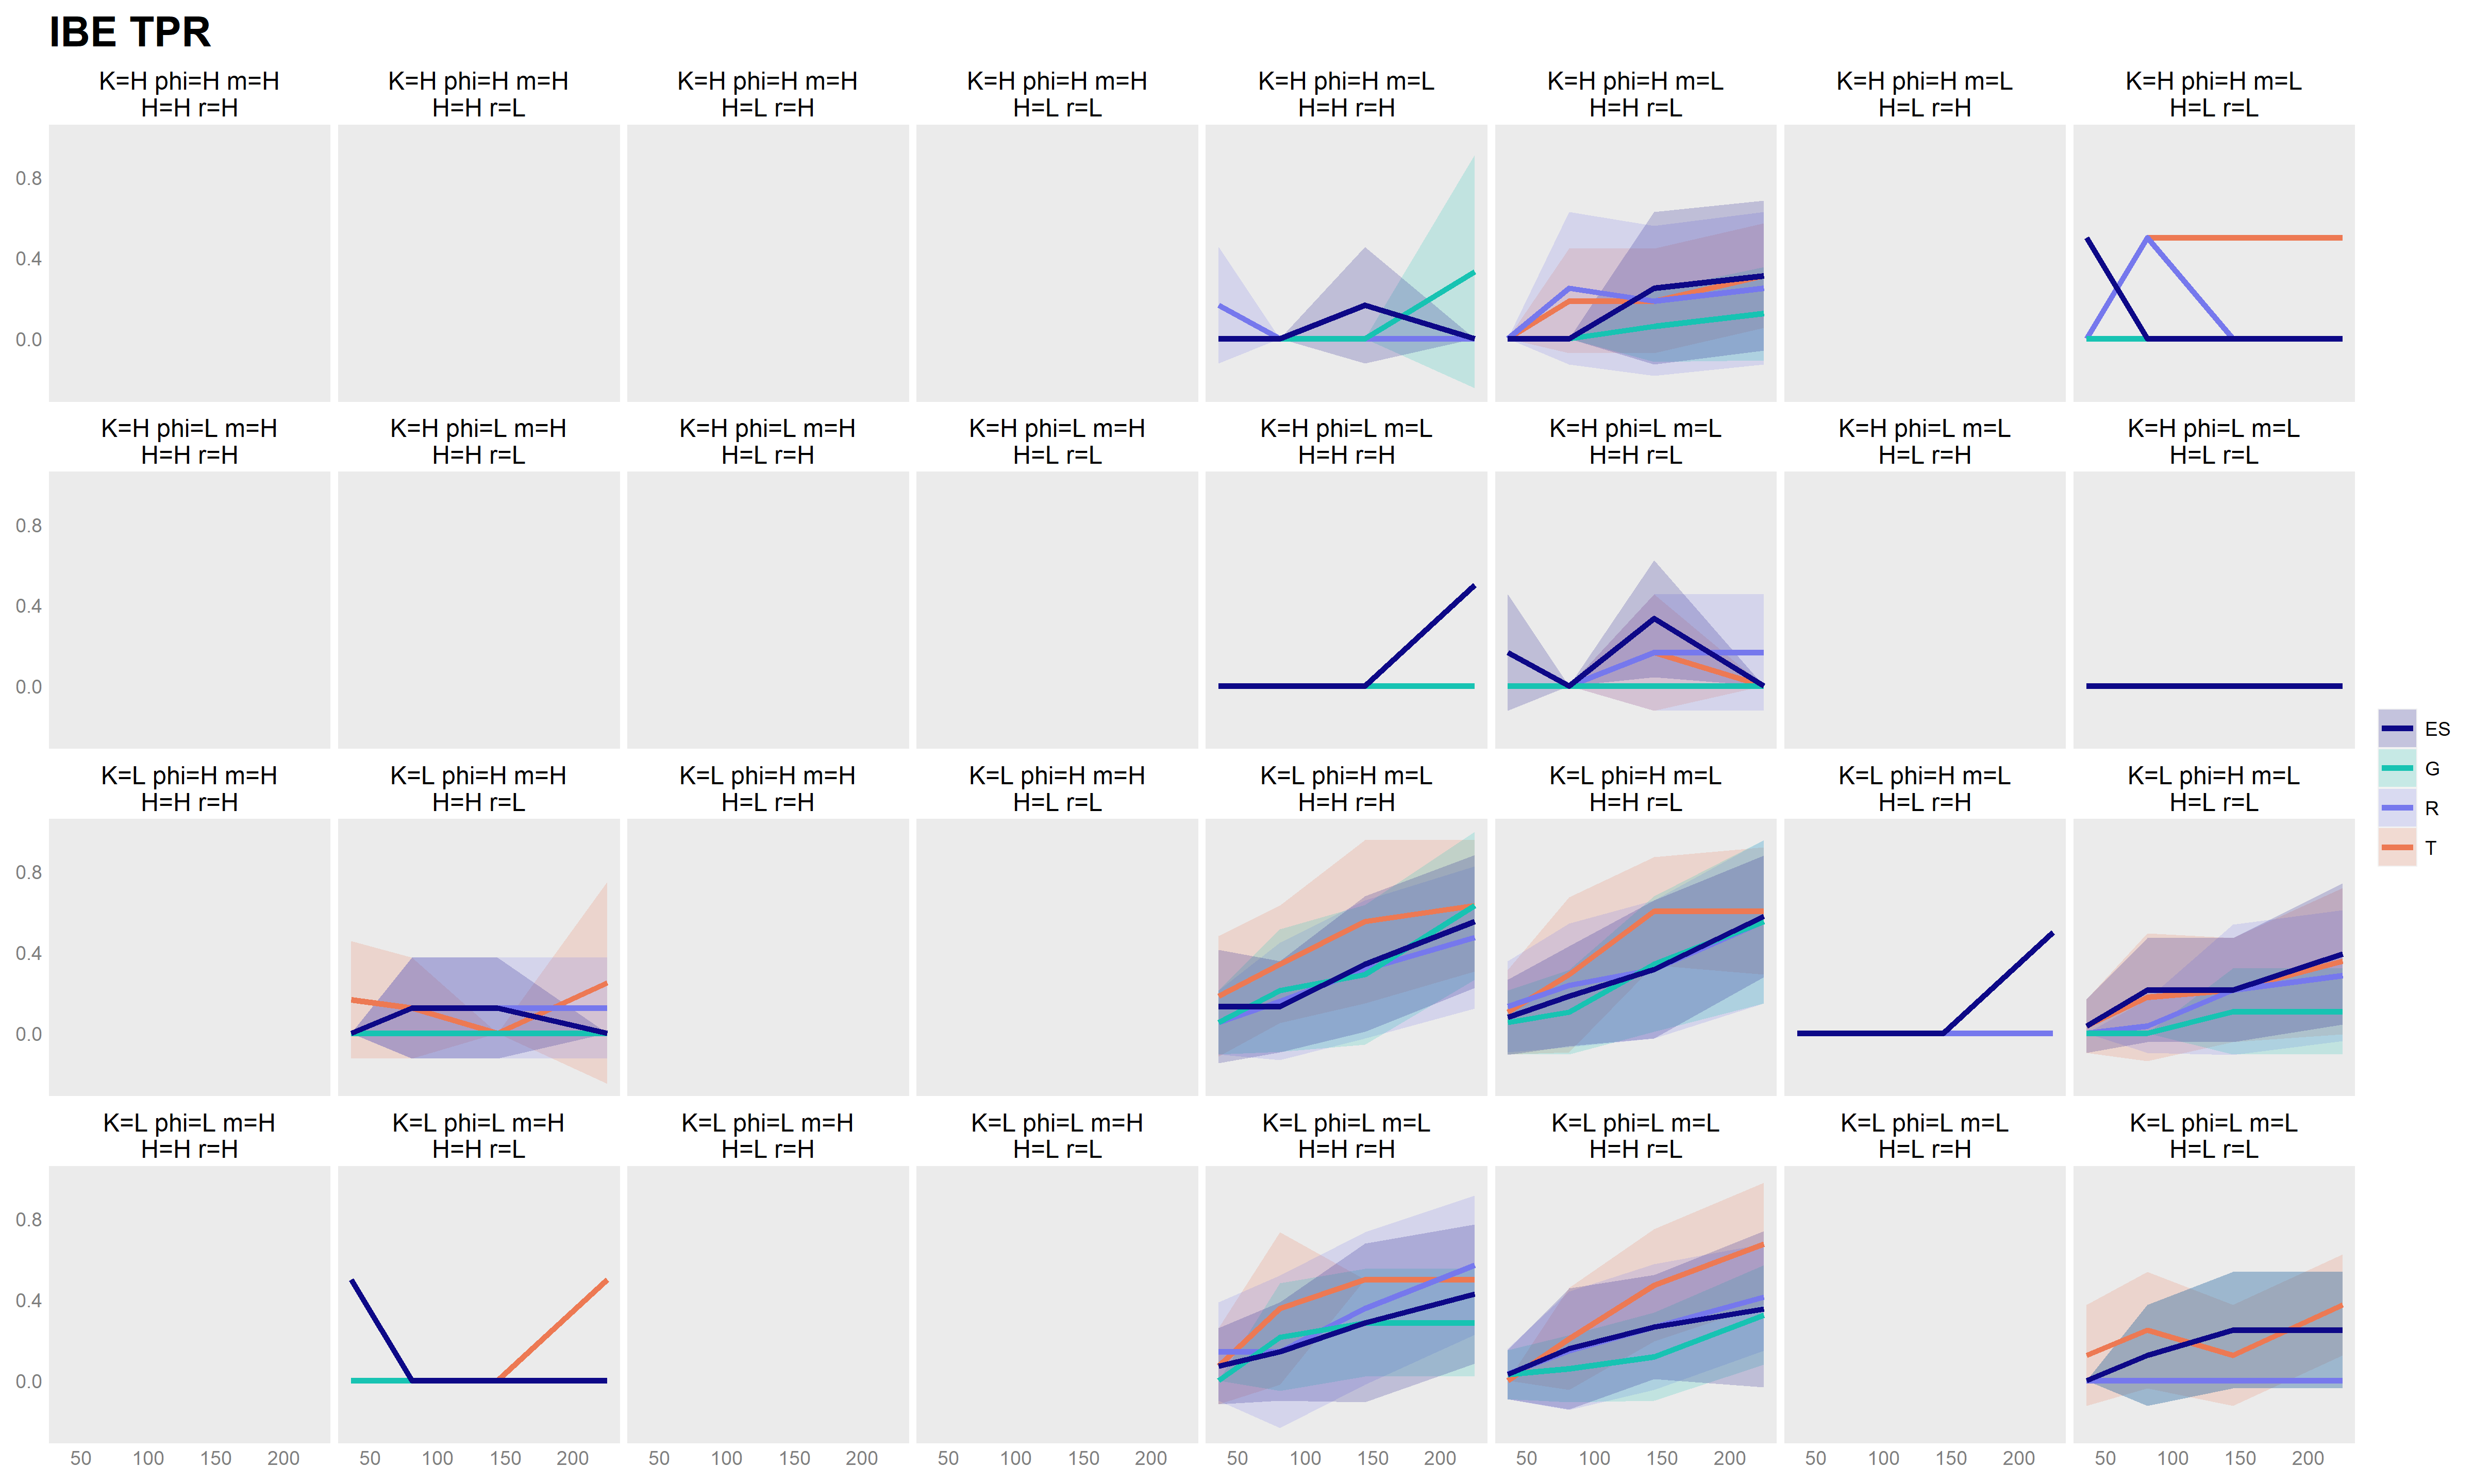 IBE TPR
K=H phi=H m=H K=H phi=H m=H K=H phi=H m=H K=H phi=H m=H K=H phi=H m=L K=H phi=H m=L K=H phi=H m=L K=H phi=H m=L
H=H r=H H=H r=L H=L r=H H=L r=L H=H r=H H=H r=L H=L r=H H=L r=L
0.8
0.4
0.0
K=H phi=L m=H K=H phi=L m=H K=H phi=L m=H K=H phi=L m=H K=H phi=L m=L K=H phi=L m=L K=H phi=L m=L K=H phi=L m=L
H=H r=H H=H r=L H=L r=H H=L r=L H=H r=H H=H r=L H=L r=H H=L r=L
0.8
0.4
0.0
K=L phi=H m=H K=L phi=H m=H K=L phi=H m=H K=L phi=H m=H K=L phi=H m=L K=L phi=H m=L K=L phi=H m=L K=L phi=H m=L
H=H r=H H=H r=L H=L r=H H=L r=L H=H r=H H=H r=L H=L r=H H=L r=L
0.8
0.4
0.0
K=L phi=L m=H K=L phi=L m=H K=L phi=L m=H K=L phi=L m=H K=L phi=L m=L K=L phi=L m=L K=L phi=L m=L K=L phi=L m=L
H=H r=H H=H r=L H=L r=H H=L r=L H=H r=H H=H r=L H=L r=H H=L r=L
0.8
0.4
0.0
50 100 150 200 50 100 150 200 50 100 150 200 50 100 150 200 50 100 150 200 50 100 150 200 50 100 150 200 50 100 150 200
ES
G
R
T